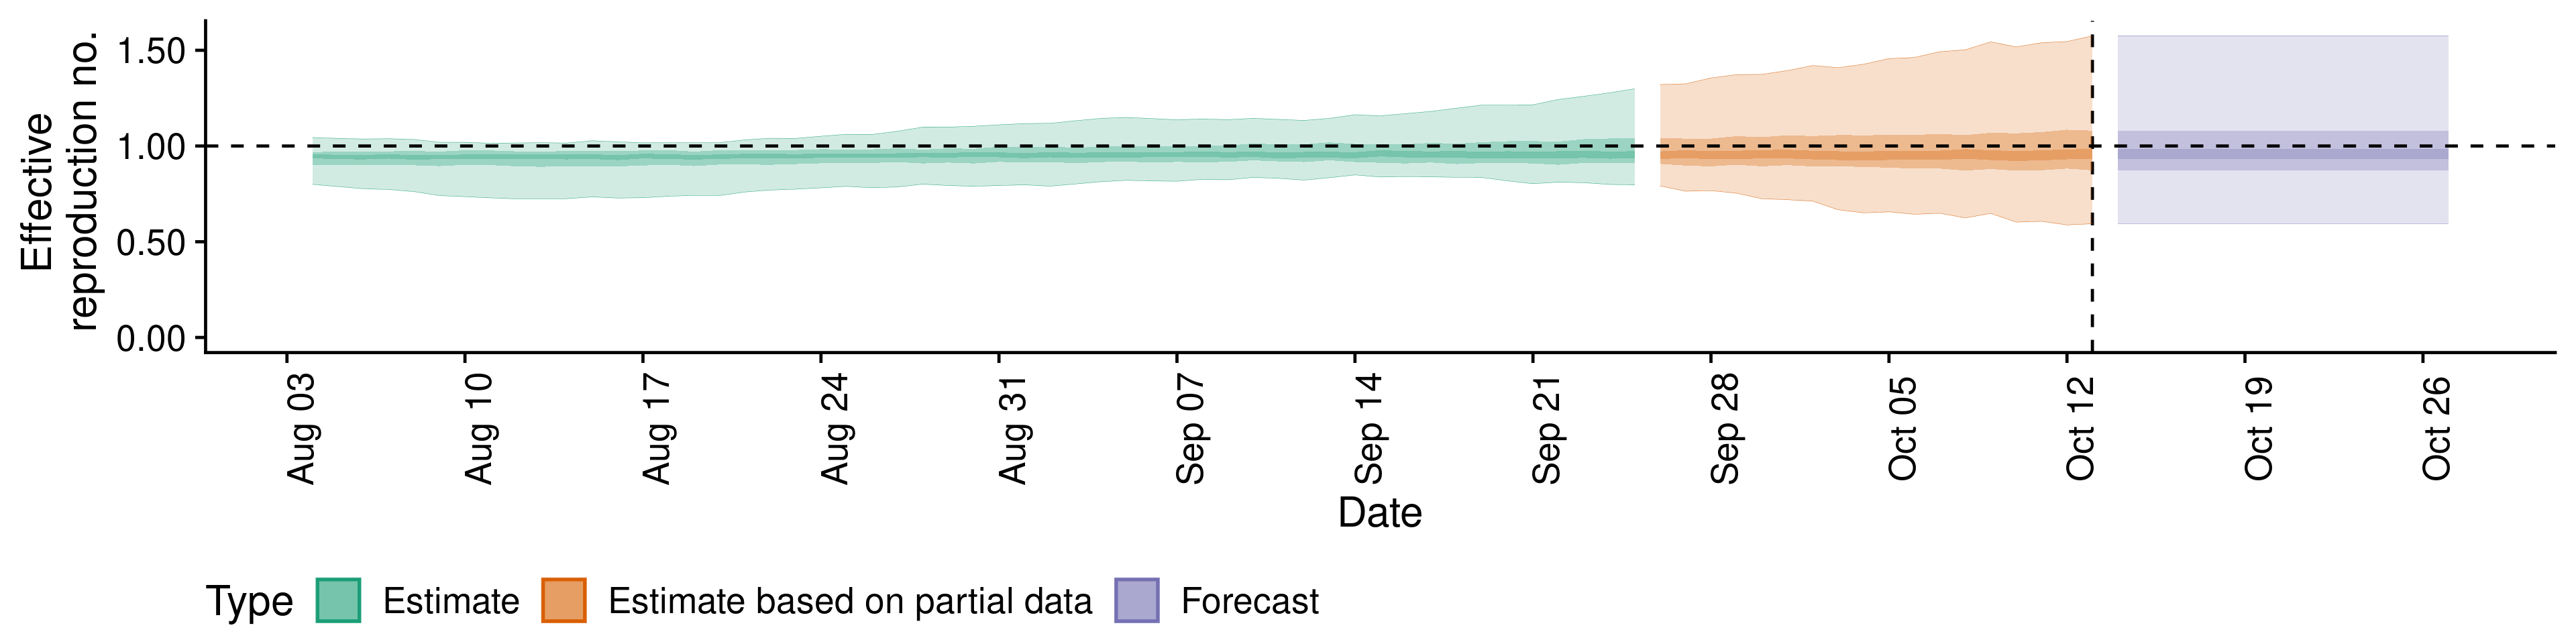 Effective
reproduction no.
1.50
1.00
0.50
0.00
Aug 03
Aug 10
Aug 17
Aug 24
Aug 31
Sep 07
Sep 14
Sep 21
Sep 28
Oct 05
Oct 12
Oct 19
Oct 26
Date
Type Estimate Estimate based on partial data Forecast